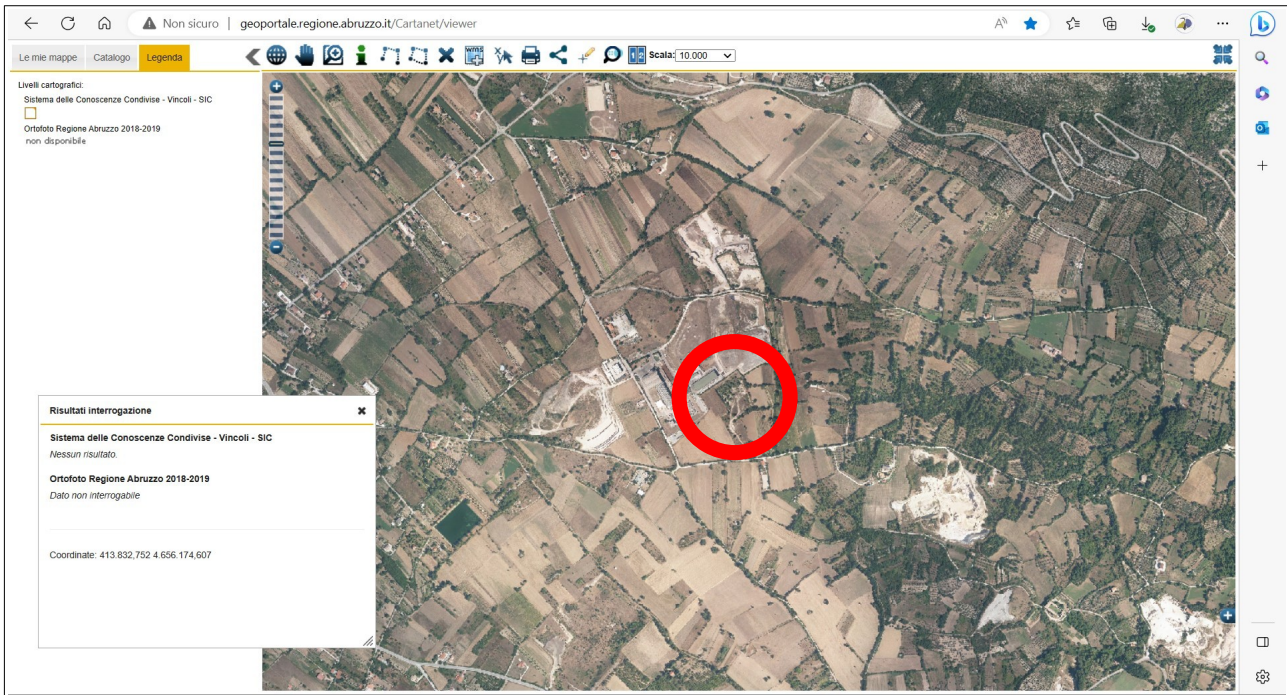 Non sicuro | geoportale.regione.abruzzo.it/Cartanet/viewer
Le mie mappe Catalogo Legenda
wms
Scala: 10.000
Livelli cartografici:
Sistema delle Conoscenze Condivise - Vincoli - SIC
Ortofoto Regione Abruzzo 2018-2019
non disponibile
Risultati interrogazione
Sistema delle Conoscenze Condivise - Vincoli - SIC
Nessun risultato.
Ortofoto Regione Abruzzo 2018-2019
Dato non interrogabile
Coordinate: 413.832,752 4.656.174,607